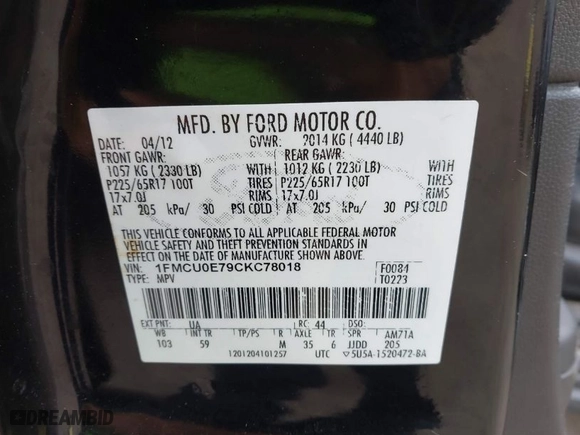 MFD. BY FORD MOTOR CO.
DATE: 04/12 GVWR: 2014 KG ( 4440 LB)
FRONT GAWR: REAR GAWR:
1057 KG ( 2330 LB) WITH 1012 KG ( 2230 LB) WITH
P225/65R17 100T TIRES P225/65R17 100T TIRES
17x7.0J RIMS 17x7.0J RIMS
AT 205 kPa/ 30 PSI COLD AT 205 kPa/ 30 PSI COLD
THIS VEHICLE CONFORMS TO ALL APPLICABLE FEDERAL MOTOR
VEHICLE SAFETY AND THEFT PREVENTION STANDARDS IN
EFFECT ON THE DATE OF MANUFACTURE SHOWN ABOVE.
VIN: 1FMCU0E79CKC78018 F0084
TYPE: MPV T0223
EXT PNT: UA RC: 44 DSO:
WB INT TR TP/PS R AXLE TR SPR AM71A
103 59 M 35 6 JJDD 205
1201204101257 UTC 5U5A-1520472-BA
DREAMBID